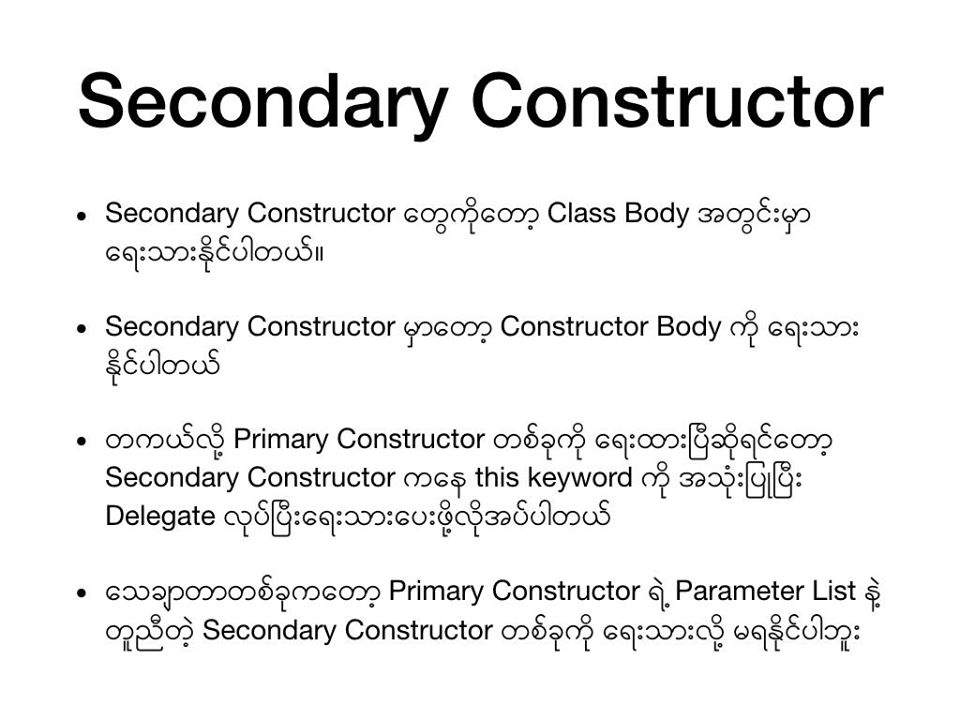 Secondary Constructor
• Secondary Constructor တွေကိုတော့ Class Body အတွင်းမှာ
ရေးသားနိုင်ပါတယ်။
• Secondary Constructor မှာတော့ Constructor Body ကို ရေးသား
နိုင်ပါတယ်
• တကယ်လို့ Primary Constructor တစ်ခုကို ရေးထားပြီဆိုရင်တော့
Secondary Constructor ကနေ this keyword ကို အသုံးပြုပြီး
Delegate လုပ်ပြီးရေးသားပေးဖို့လိုအပ်ပါတယ်
• သေချာတာတစ်ခုကတော့ Primary Constructor ရဲ့ Parameter List နဲ့
တူညီတဲ့ Secondary Constructor တစ်ခုကို ရေးသားလို့ မရနိုင်ပါဘူး